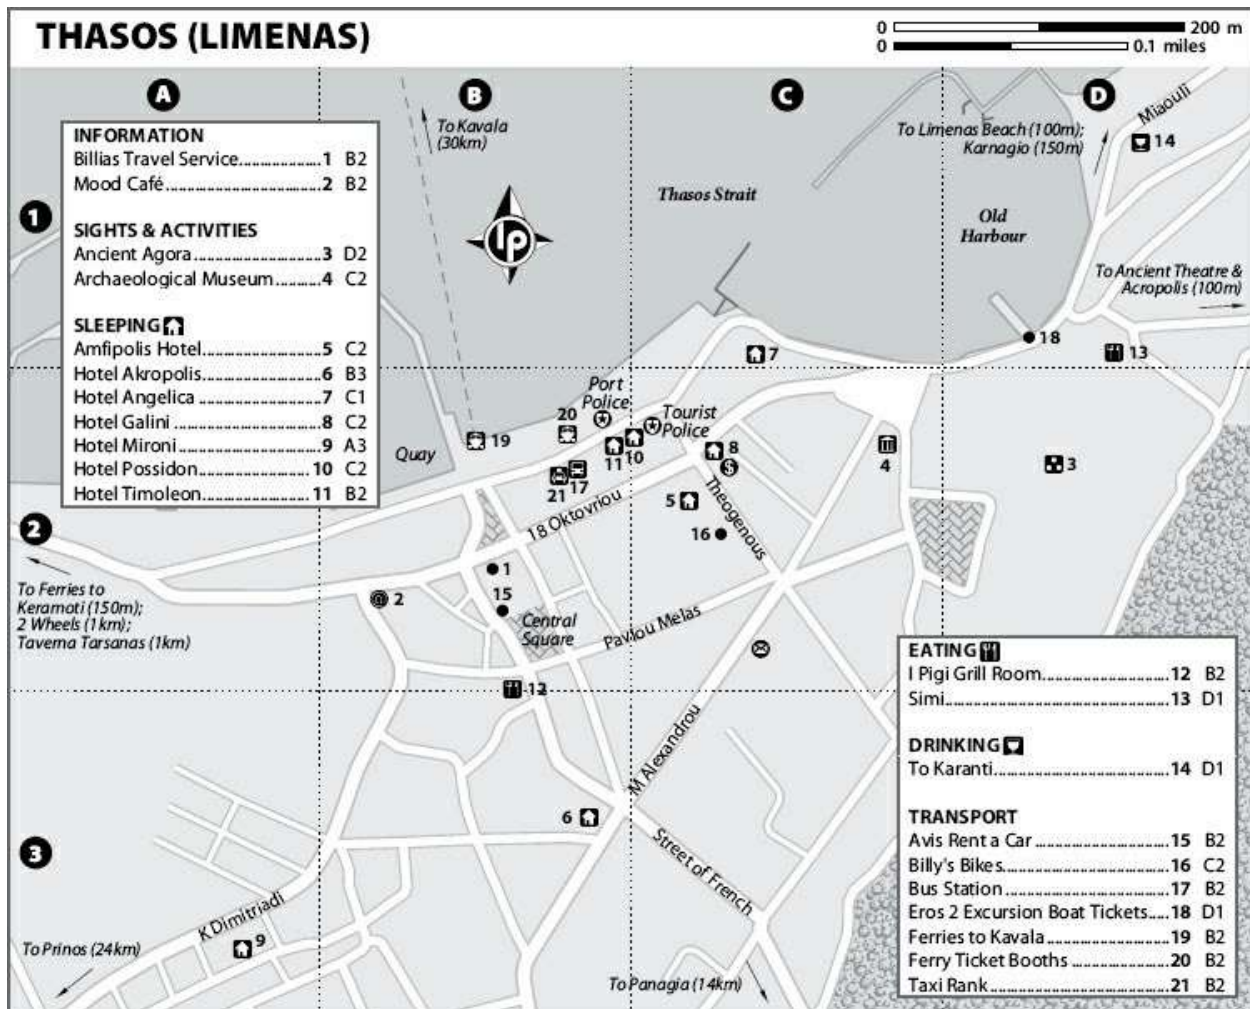 THASOS (LIMENAS)
0 200 m
0 0.1 miles
A B C D
To Kavala
(30km)
To Limenas Beach (100m);
Karnagio (150m)
Miaouli
14
INFORMATION
Billias Travel Service....................1 B2
Mood Café....................................2 B2
SIGHTS & ACTIVITIES
Ancient Agora..............................3 D2
Archaeological Museum...........4 C2
SLEEPING
Amfipolis Hotel............................5 C2
Hotel Akropolis............................6 B3
Hotel Angelica.............................7 C1
Hotel Galini..................................8 C2
Hotel Mironi.................................9 A3
Hotel Possidon..........................10 C2
Hotel Timoleon..........................11 B2
1
lp
Thasos Strait
Old
Harbour
To Ancient Theatre &
Acropolis (100m)
18
13
7
Port
Police
20
Tourist
Police
19
Quay
11
10
8
4
3
21
17
5
Theogenous
16
18 Oktovriou
2
To Ferries to
Keramoti (150m);
2 Wheels (1km);
Taverna Tarsanas (1km)
1
2
15
Central
Square
Pavlou Melas
12
M Alexandrou
EATING
I Pigi Grill Room.........................12 B2
Simi.............................................13 D1
DRINKING
To Karanti...................................14 D1
TRANSPORT
Avis Rent a Car...........................15 B2
Billy's Bikes.................................16 C2
Bus Station.................................17 B2
Eros 2 Excursion Boat Tickets....18 D1
Ferries to Kavala.........................19 B2
Ferry Ticket Booths.....................20 B2
Taxi Rank....................................21 B2
6
3
Street of French
K Dimitriadi
9
To Prinos (24km)
To Panagia (14km)